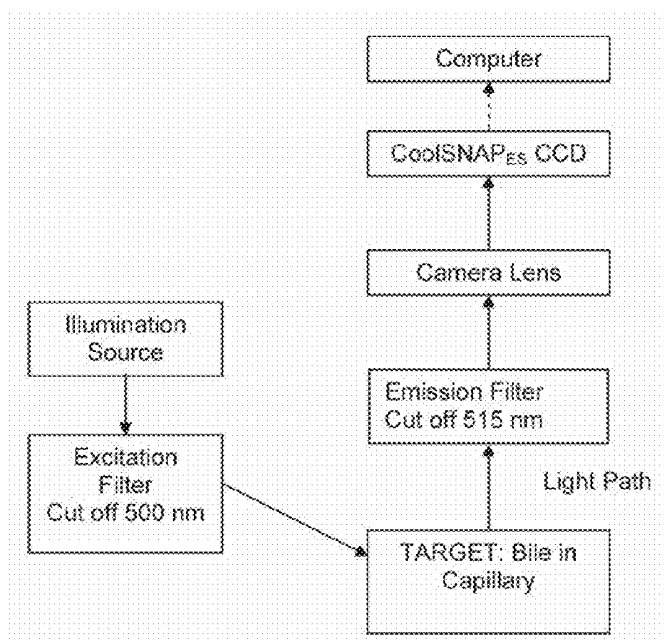 Computer
CoolSNAPES CCD
Camera Lens
Illumination
Source
Emission Filter
Cut off 515 nm
Excitation
Filter
Cut off 500 nm
Light Path
TARGET: Bile in
Capillary